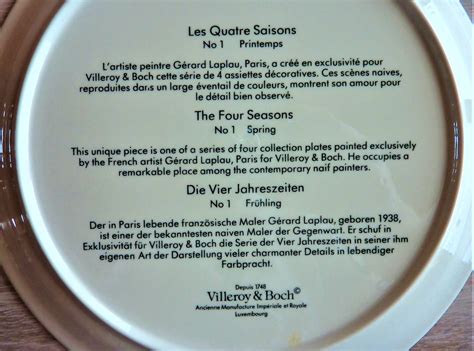 Les Quatre Saisons
No 1 Printemps
L'artiste peintre Gérard Laplau, Paris, a créé en exclusivité pour
Villeroy & Boch cette série de 4 assiettes décoratives. Ces scènes naives,
reproduites dans un large éventail de couleurs, montrent son amour pour
le détail bien observé.
The Four Seasons
No 1 Spring
This unique piece is one of a series of four collection plates painted exclusively
by the French artist Gérard Laplau, Paris for Villeroy & Boch. He occupies a
remarkable place among the contemporary naif painters.
Die Vier Jahreszeiten
No 1 Frühling
Der in Paris lebende französische Maler Gérard Laplau, geboren 1938,
ist einer der bekanntesten naiven Maler der Gegenwart. Er schuf in
Exklusivität für Villeroy & Boch die Serie der Vier Jahreszeiten in seiner ihm
eigenen Art der Darstellung vieler charmanter Details in lebendiger
Farbpracht.
Depuis 1748
Villeroy & Boch©
Ancienne Manufacture Impériale et Royale
Luxembourg